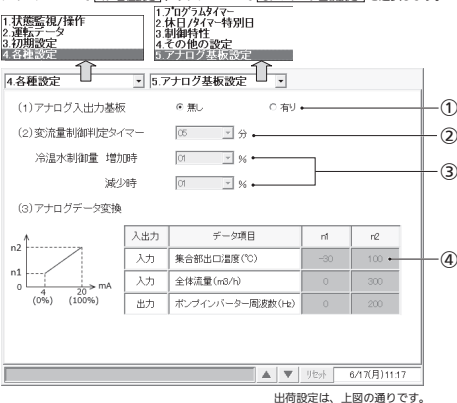 1.状態監視/操作
2.運転データ
3.初期設定
4.各種設定
1.プログラムタイマー
2.休日/タイマー特別日
3.制御特性
4.その他の設定
5.アナログ基板設定
4.各種設定 5.アナログ基板設定
(1)アナログ入出力基板 無し 有り ①
(2)変流量制御判定タイマー 05 分 ②
冷温水制御量 増加時 01 %
③
減少時 01 %
(3)アナログデータ変換
入出力 データ項目 n1 n2
入力 集合部出口温度(℃) -30 100 ④
入力 全体流量(m3/h) 0 300
出力 ポンプインバーター周波数(Hz) 0 200
n2
n1
0 4 20 mA
(0%) (100%)
▲ ▼ リセット 6/17(月)11:17
出荷設定は、上図の通りです。